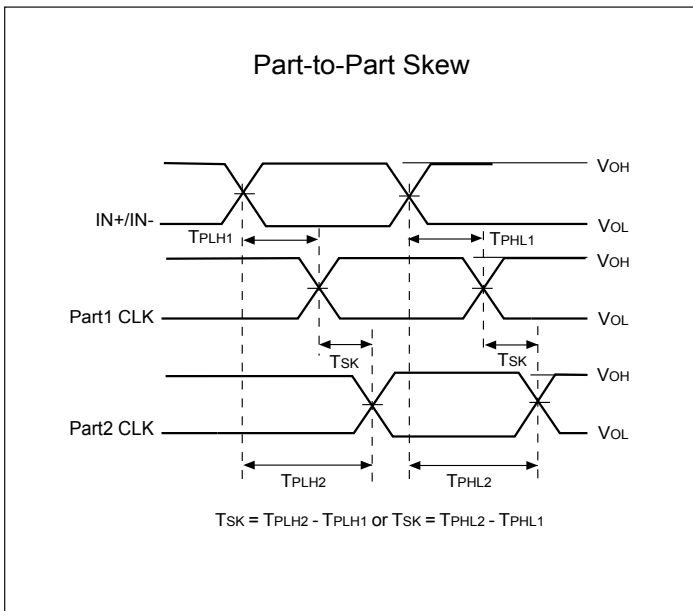 Part-to-Part Skew
VOH
IN+/IN-
VOL
TPLH1
TPHL1
VOH
Part1 CLK
VOL
TSK
TSK
VOH
Part2 CLK
VOL
TPLH2
TPHL2
TSK = TPLH2 - TPLH1 or TSK = TPHL2 - TPHL1